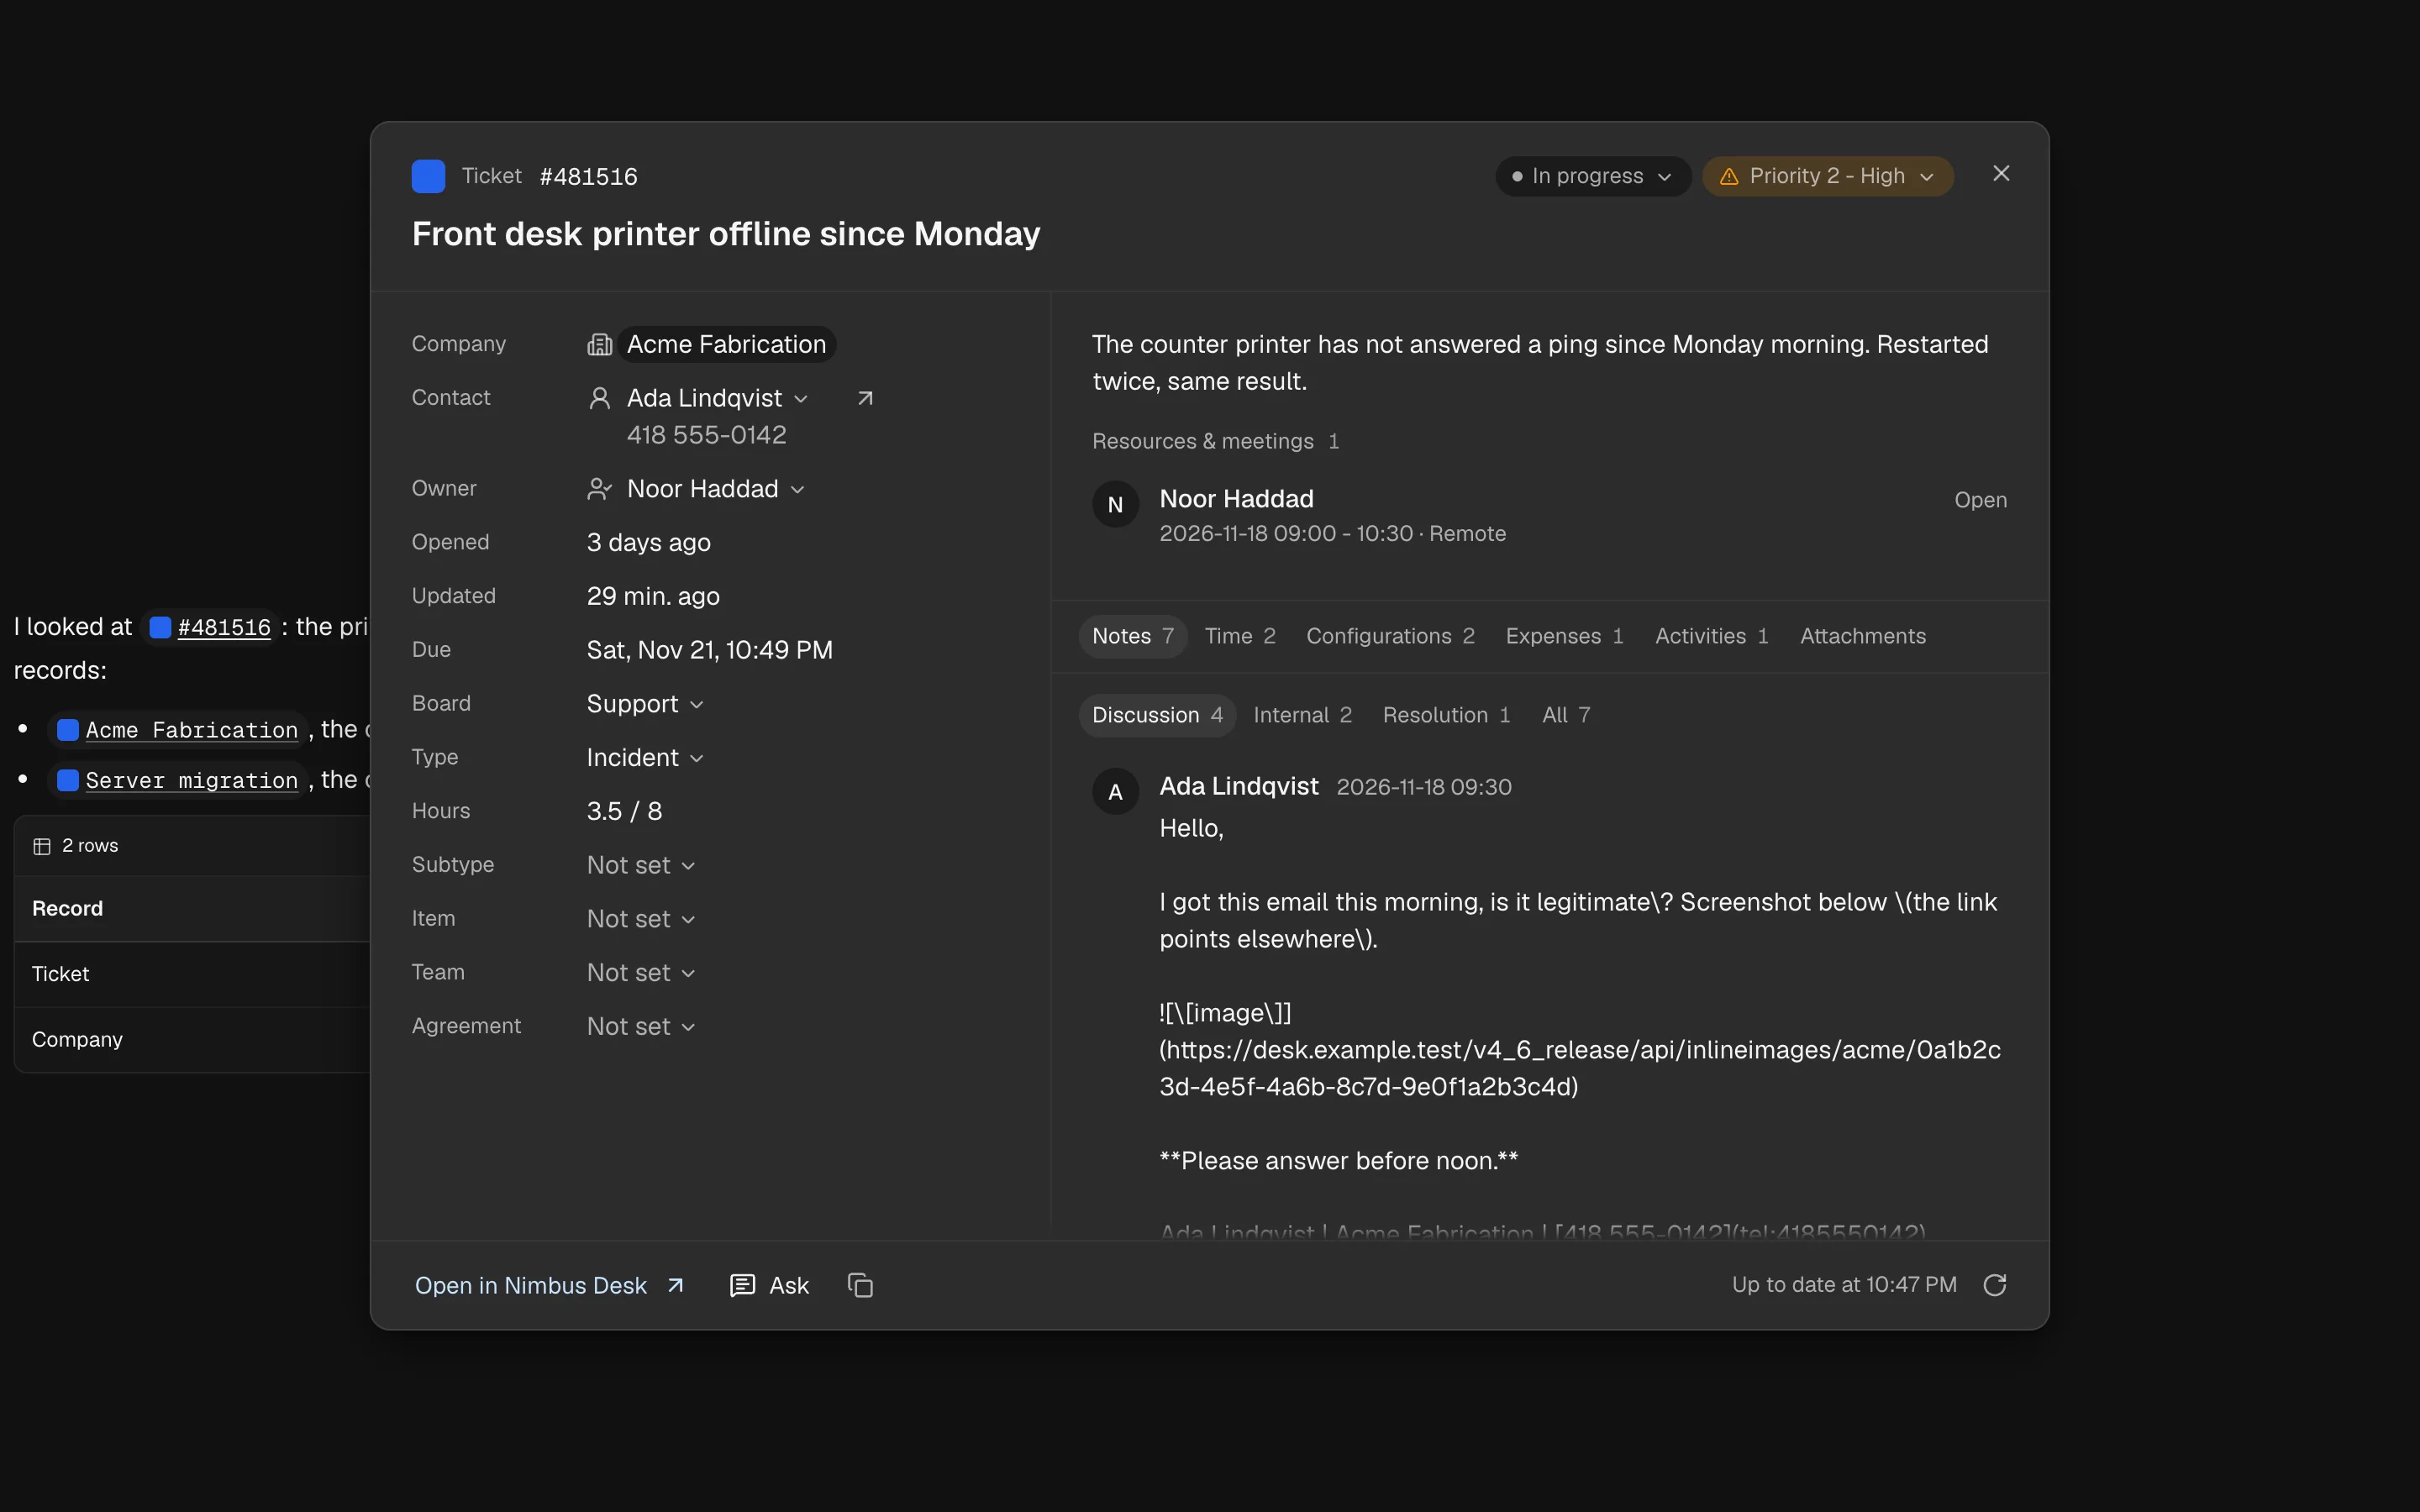 Ticket #481516
In progress
Priority 2 - High
Front desk printer offline since Monday
Company Acme Fabrication
Contact Ada Lindqvist
418 555-0142
Owner Noor Haddad
Opened 3 days ago
Updated 29 min. ago
Due Sat, Nov 21, 10:49 PM
Board Support
Type Incident
Hours 3.5 / 8
Subtype Not set
Item Not set
Team Not set
Agreement Not set
The counter printer has not answered a ping since Monday morning. Restarted
twice, same result.
Resources & meetings 1
N
Noor Haddad
Open
2026-11-18 09:00 - 10:30 · Remote
Notes 7 Time 2 Configurations 2 Expenses 1 Activities 1 Attachments
Discussion 4 Internal 2 Resolution 1 All 7
A
Ada Lindqvist 2026-11-18 09:30
Hello,
I got this email this morning, is it legitimate\? Screenshot below \(the link
points elsewhere\).
![\[image\]]
(https://desk.example.test/v4_6_release/api/inlineimages/acme/0a1b2c
3d-4e5f-4a6b-8c7d-9e0f1a2b3c4d)
**Please answer before noon.**
Ada Lindqvist | Acme Fabrication | [418 555-0142](tel:4185550142)
Open in Nimbus Desk
Ask
Up to date at 10:47 PM
I looked at #481516 : the
records:
Acme Fabrication , the
Server migration , the
2 rows
Record
Ticket
Company